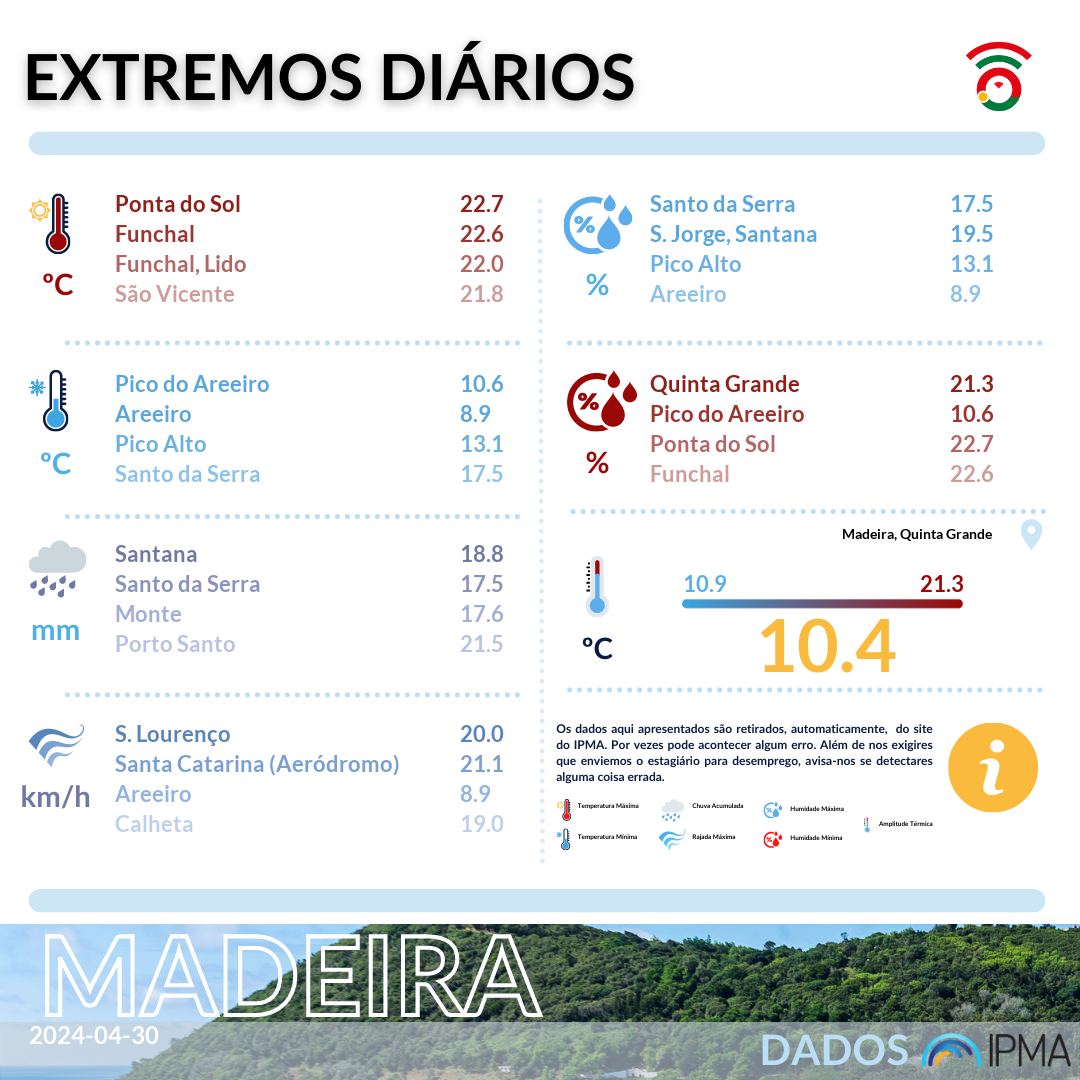 EXTREMOS DIÁRIOS
ºC
Ponta do Sol 22.7
Funchal 22.6
Funchal, Lido 22.0
São Vicente 21.8
%
%
Santo da Serra 17.5
S. Jorge, Santana 19.5
Pico Alto 13.1
Areeiro 8.9
ºC
Pico do Areeiro 10.6
Areeiro 8.9
Pico Alto 13.1
Santo da Serra 17.5
%
%
Quinta Grande 21.3
Pico do Areeiro 10.6
Ponta do Sol 22.7
Funchal 22.6
mm
Santana 18.8
Santo da Serra 17.5
Monte 17.6
Porto Santo 21.5
Madeira, Quinta Grande
ºC
10.9 21.3
10.4
km/h
S. Lourenço 20.0
Santa Catarina (Aeródromo) 21.1
Areeiro 8.9
Calheta 19.0
Os dados aqui apresentados são retirados, automaticamente, do site
do IPMA. Por vezes pode acontecer algum erro. Além de nos exigires
que enviemos o estagiário para desemprego, avisa-nos se detectares
alguma coisa errada.
i
Temperatura Máxima
Chuva Acumulada
Humidade Máxima
Amplitude Térmica
Temperatura Mínima
Rajada Máxima
Humidade Mínima
MADEIRA
2024-04-30
DADOS IPMA